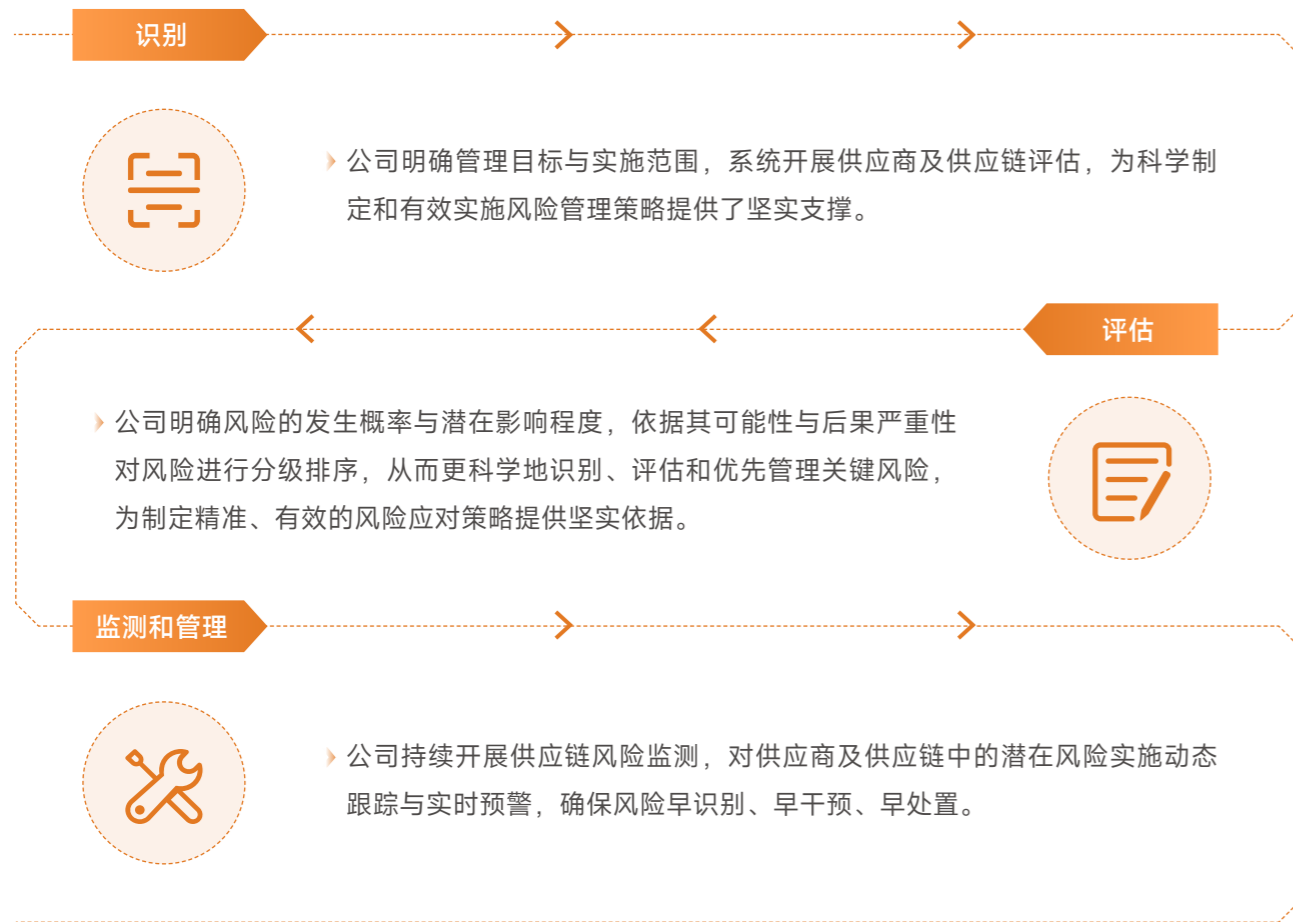 识别
公司明确管理目标与实施范围，系统开展供应商及供应链评估，为科学制
定和有效实施风险管理策略提供了坚实支撑。
评估
公司明确风险的发生概率与潜在影响程度，依据其可能性与后果严重性
对风险进行分级排序，从而更科学地识别、评估和优先管理关键风险，
为制定精准、有效的风险应对策略提供坚实依据。
监测和管理
公司持续开展供应链风险监测，对供应商及供应链中的潜在风险实施动态
跟踪与实时预警，确保风险早识别、早干预、早处置。